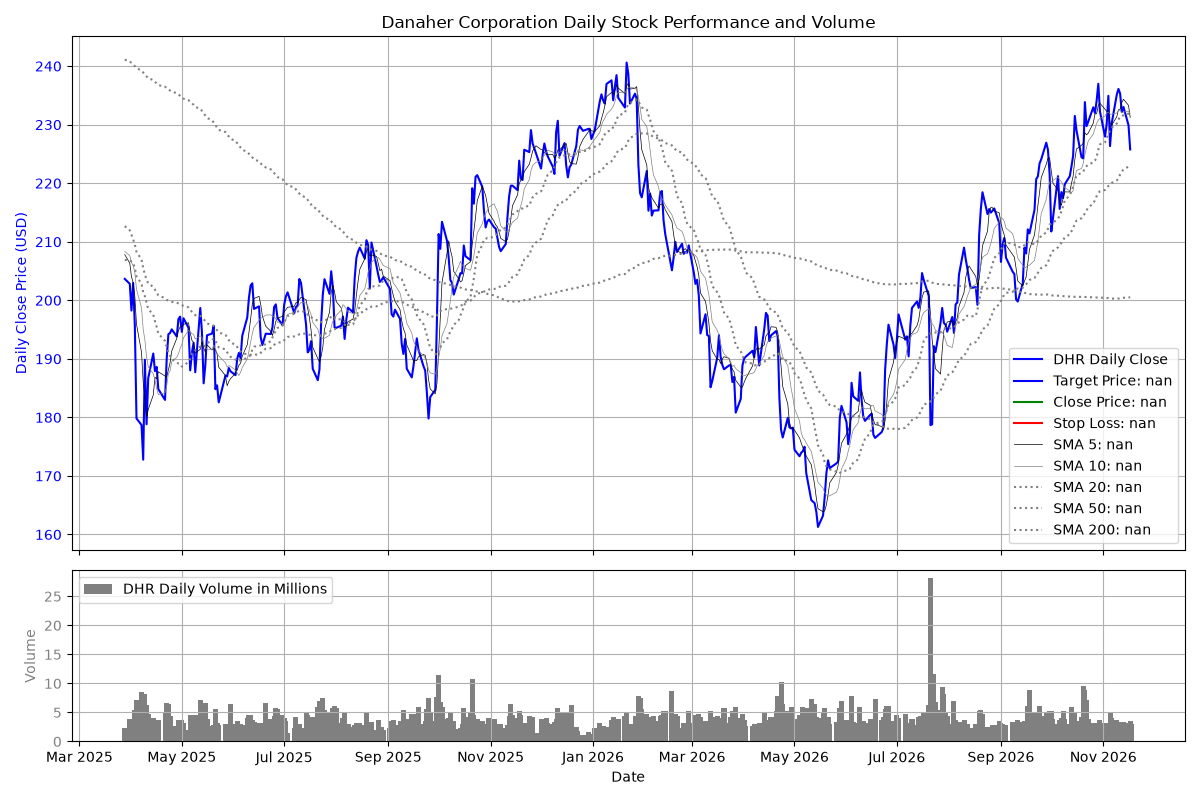 Danaher Corporation Daily Stock Performance and Volume
Daily Close Price (USD)
240
230
220
210
200
190
180
170
160
DHR Daily Close
Target Price: nan
Close Price: nan
Stop Loss: nan
SMA 5: nan
SMA 10: nan
SMA 20: nan
SMA 50: nan
SMA 200: nan
DHR Daily Volume in Millions
Volume
25
20
15
10
5
0
Mar 2025 May 2025 Jul 2025 Sep 2025 Nov 2025 Jan 2026 Mar 2026 May 2026 Jul 2026 Sep 2026 Nov 2026
Date